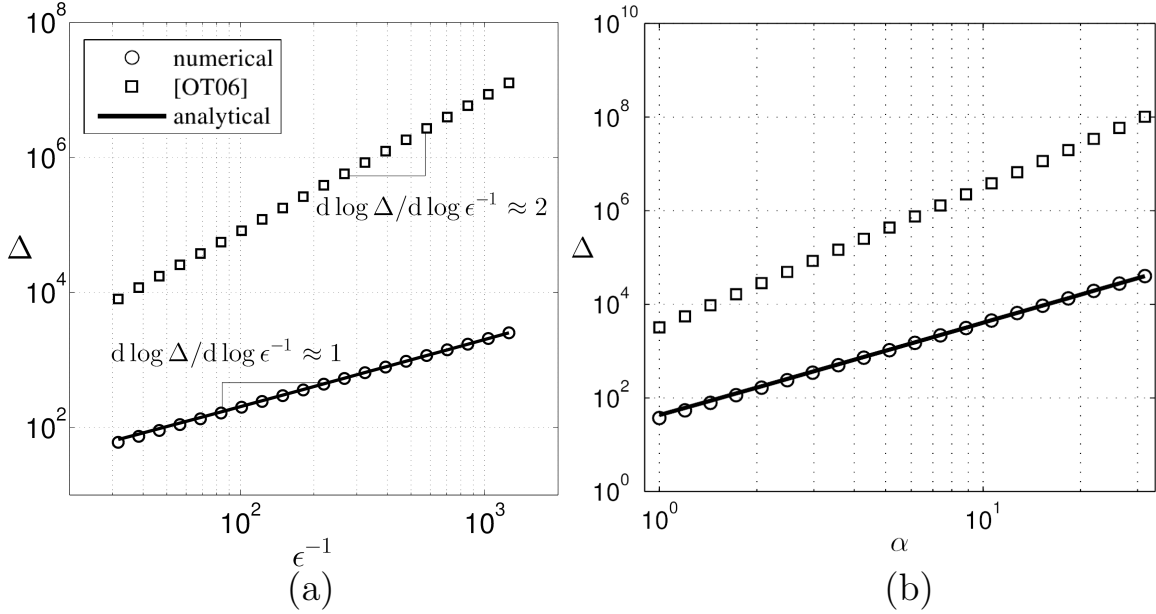 10^8
numerical
[OT06]
analytical
10^6
d log Δ/d log ϵ^{-1} ≈ 2
Δ
10^4
d log Δ/d log ϵ^{-1} ≈ 1
10^2
10^2 10^3
ϵ^{-1}
(a)
10^{10}
10^8
10^6
Δ
10^4
10^2
10^0
10^0 10^1
α
(b)